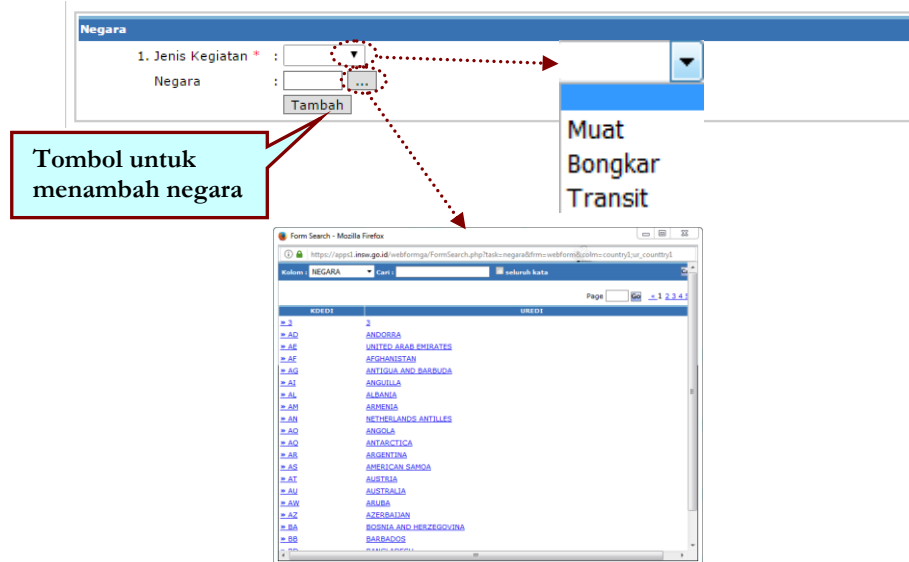 Negara
1. Jenis Kegiatan * :
Negara :
...
Tambah
Muat
Bongkar
Transit
Tombol untuk
menambah negara
Form Search - Mozilla Firefox
https://apps1.insw.go.id/webformga/FormSearch.php?task=negara&frm=webform&colm=country1;ur_country1
Kolom : NEGARA Cari : seluruh kata
Page Go < 1 2 3 4 5
KDEDI UREDI
» 3 3
» AD ANDORRA
» AE UNITED ARAB EMIRATES
» AF AFGHANISTAN
» AG ANTIGUA AND BARBUDA
» AI ANGUILLA
» AL ALBANIA
» AM ARMENIA
» AN NETHERLANDS ANTILLES
» AO ANGOLA
» AQ ANTARCTICA
» AR ARGENTINA
» AS AMERICAN SAMOA
» AT AUSTRIA
» AU AUSTRALIA
» AW ARUBA
» AZ AZERBAIJAN
» BA BOSNIA AND HERZEGOVINA
» BB BARBADOS